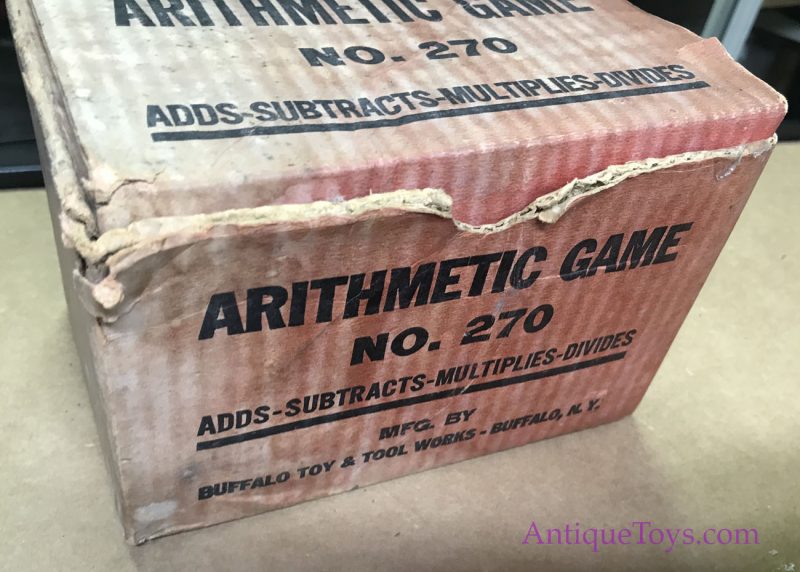 ARITHMETIC GAME
NO. 270
ADDS-SUBTRACTS-MULTIPLIES-DIVIDES
ARITHMETIC GAME
NO. 270
ADDS-SUBTRACTS-MULTIPLIES-DIVIDES
MFG. BY
BUFFALO TOY & TOOL WORKS - BUFFALO, N.Y.
AntiqueToys.com